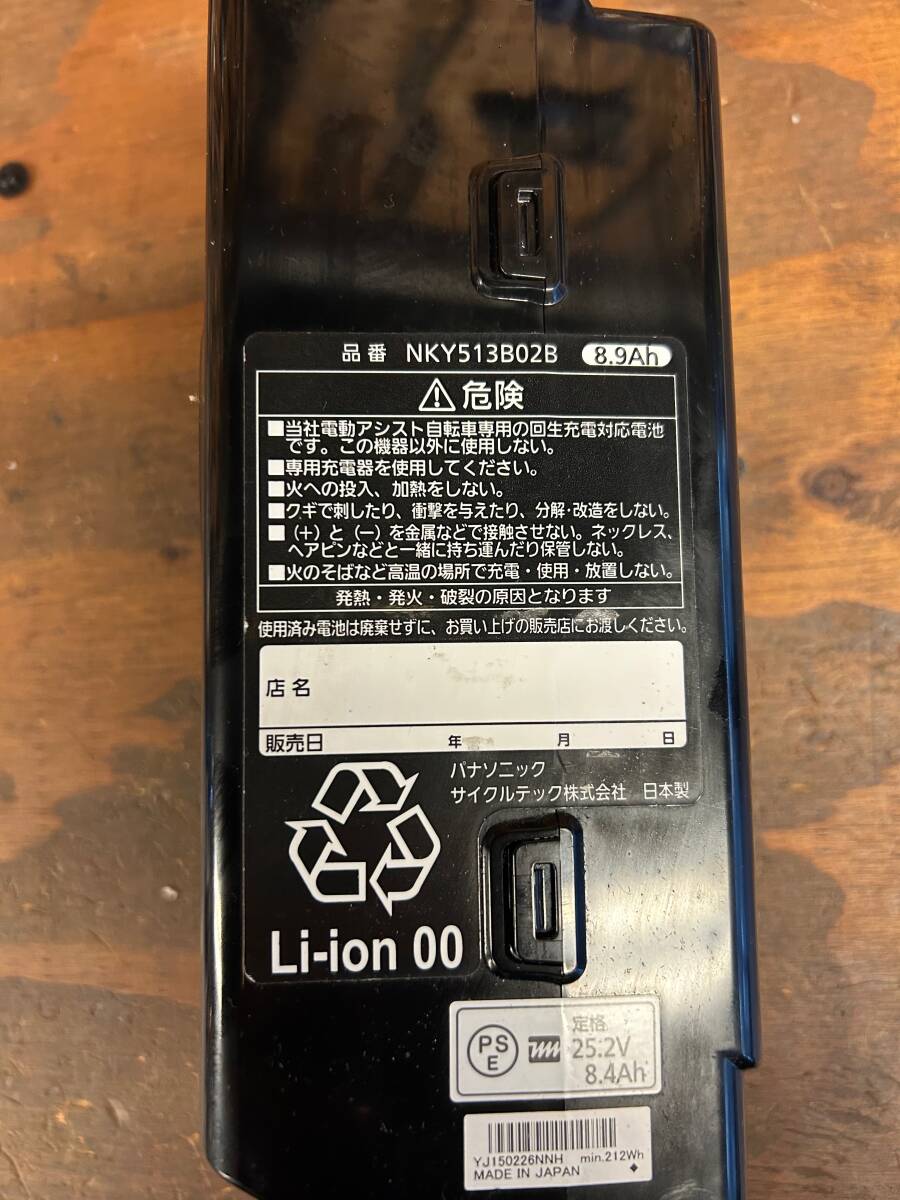 品番 NKY513B02B 8.9Ah
⚠危険
■当社電動アシスト自転車専用の回生充電対応電池
です。この機器以外に使用しない。
■専用充電器を使用してください。
■火への投入、加熱をしない。
■クギで刺したり、衝撃を与えたり、分解・改造をしない。
■(+)と(−)を金属などで接触させない。ネックレス、
ヘアピンなどと一緒に持ち運んだり保管しない。
■火のそばなど高温の場所で充電・使用・放置しない。
発熱・発火・破裂の原因となります
使用済み電池は廃棄せずに、お買い上げの販売店にお渡しください。
店名
販売日 年 月 日
パナソニック
サイクルテック株式会社 日本製
Li-ion 00
PSE
定格
25.2V
8.4Ah
YJ150226NNH min.212Wh
MADE IN JAPAN